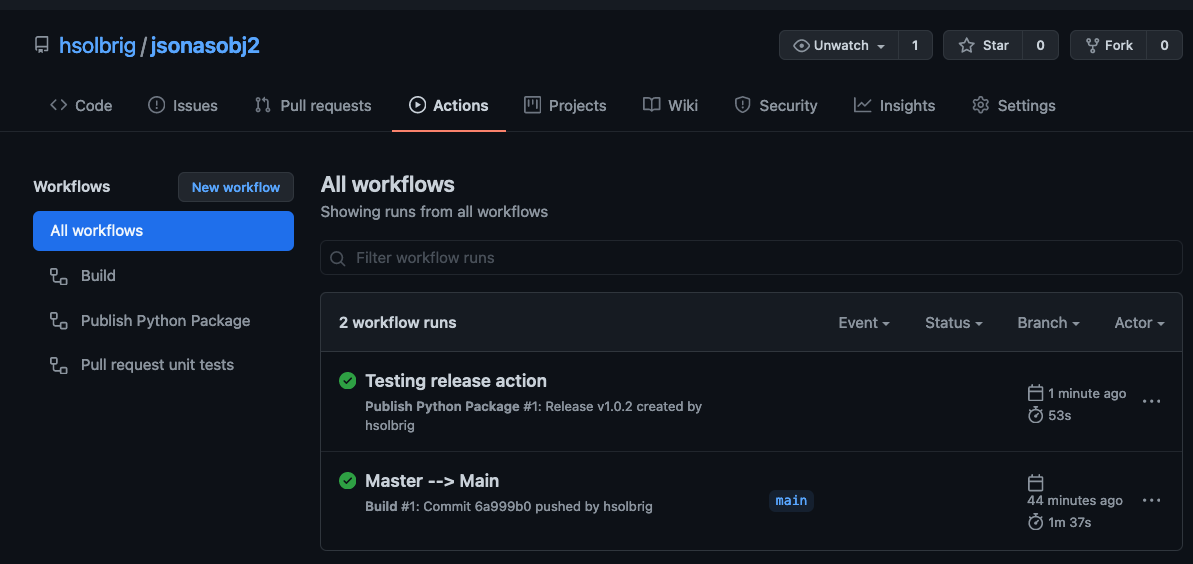 hsolbrig / jsonasobj2
Unwatch 1 Star 0 Fork 0
Code Issues Pull requests Actions Projects Wiki Security Insights Settings
Workflows
New workflow
All workflows
Build
Publish Python Package
Pull request unit tests
All workflows
Showing runs from all workflows
Filter workflow runs
2 workflow runs Event Status Branch Actor
Testing release action
Publish Python Package #1: Release v1.0.2 created by
hsolbrig
1 minute ago
53s
Master --> Main
Build #1: Commit 6a999b0 pushed by hsolbrig
main
44 minutes ago
1m 37s